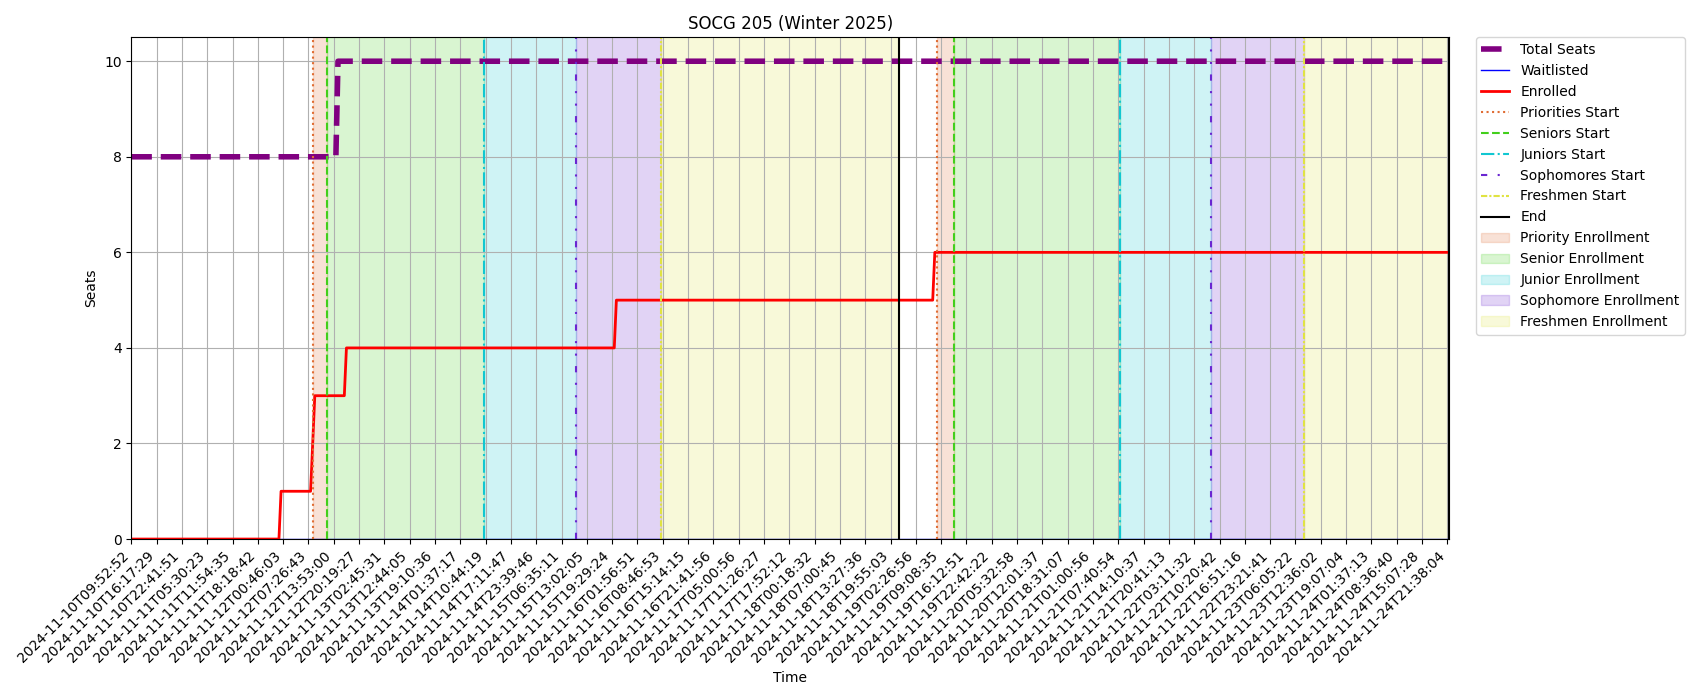 SOCG 205 (Winter 2025)
10
8
6
4
2
0
Seats
2024-11-10T09:52:52
2024-11-10T16:17:29
2024-11-10T22:41:51
2024-11-11T05:30:23
2024-11-11T11:54:35
2024-11-11T18:18:42
2024-11-12T00:46:03
2024-11-12T07:26:43
2024-11-12T13:53:00
2024-11-12T20:19:27
2024-11-13T02:45:31
2024-11-13T12:44:05
2024-11-13T19:10:36
2024-11-14T01:37:17
2024-11-14T10:44:19
2024-11-14T17:11:47
2024-11-14T23:39:46
2024-11-15T06:35:11
2024-11-15T13:02:05
2024-11-15T19:29:24
2024-11-16T01:56:51
2024-11-16T08:46:53
2024-11-16T15:14:15
2024-11-16T21:41:56
2024-11-17T05:00:56
2024-11-17T11:26:27
2024-11-17T17:52:12
2024-11-18T00:18:32
2024-11-18T07:00:45
2024-11-18T13:27:36
2024-11-18T19:55:03
2024-11-19T02:26:56
2024-11-19T09:08:35
2024-11-19T16:12:51
2024-11-19T22:42:22
2024-11-20T05:32:58
2024-11-20T12:01:37
2024-11-20T18:31:07
2024-11-21T01:00:56
2024-11-21T07:40:54
2024-11-21T14:10:37
2024-11-21T20:41:13
2024-11-22T03:11:32
2024-11-22T10:20:42
2024-11-22T16:51:16
2024-11-22T23:21:41
2024-11-23T06:05:22
2024-11-23T12:36:02
2024-11-23T19:07:04
2024-11-24T01:37:13
2024-11-24T08:36:40
2024-11-24T15:07:28
2024-11-24T21:38:04
Time
Total Seats
Waitlisted
Enrolled
Priorities Start
Seniors Start
Juniors Start
Sophomores Start
Freshmen Start
End
Priority Enrollment
Senior Enrollment
Junior Enrollment
Sophomore Enrollment
Freshmen Enrollment